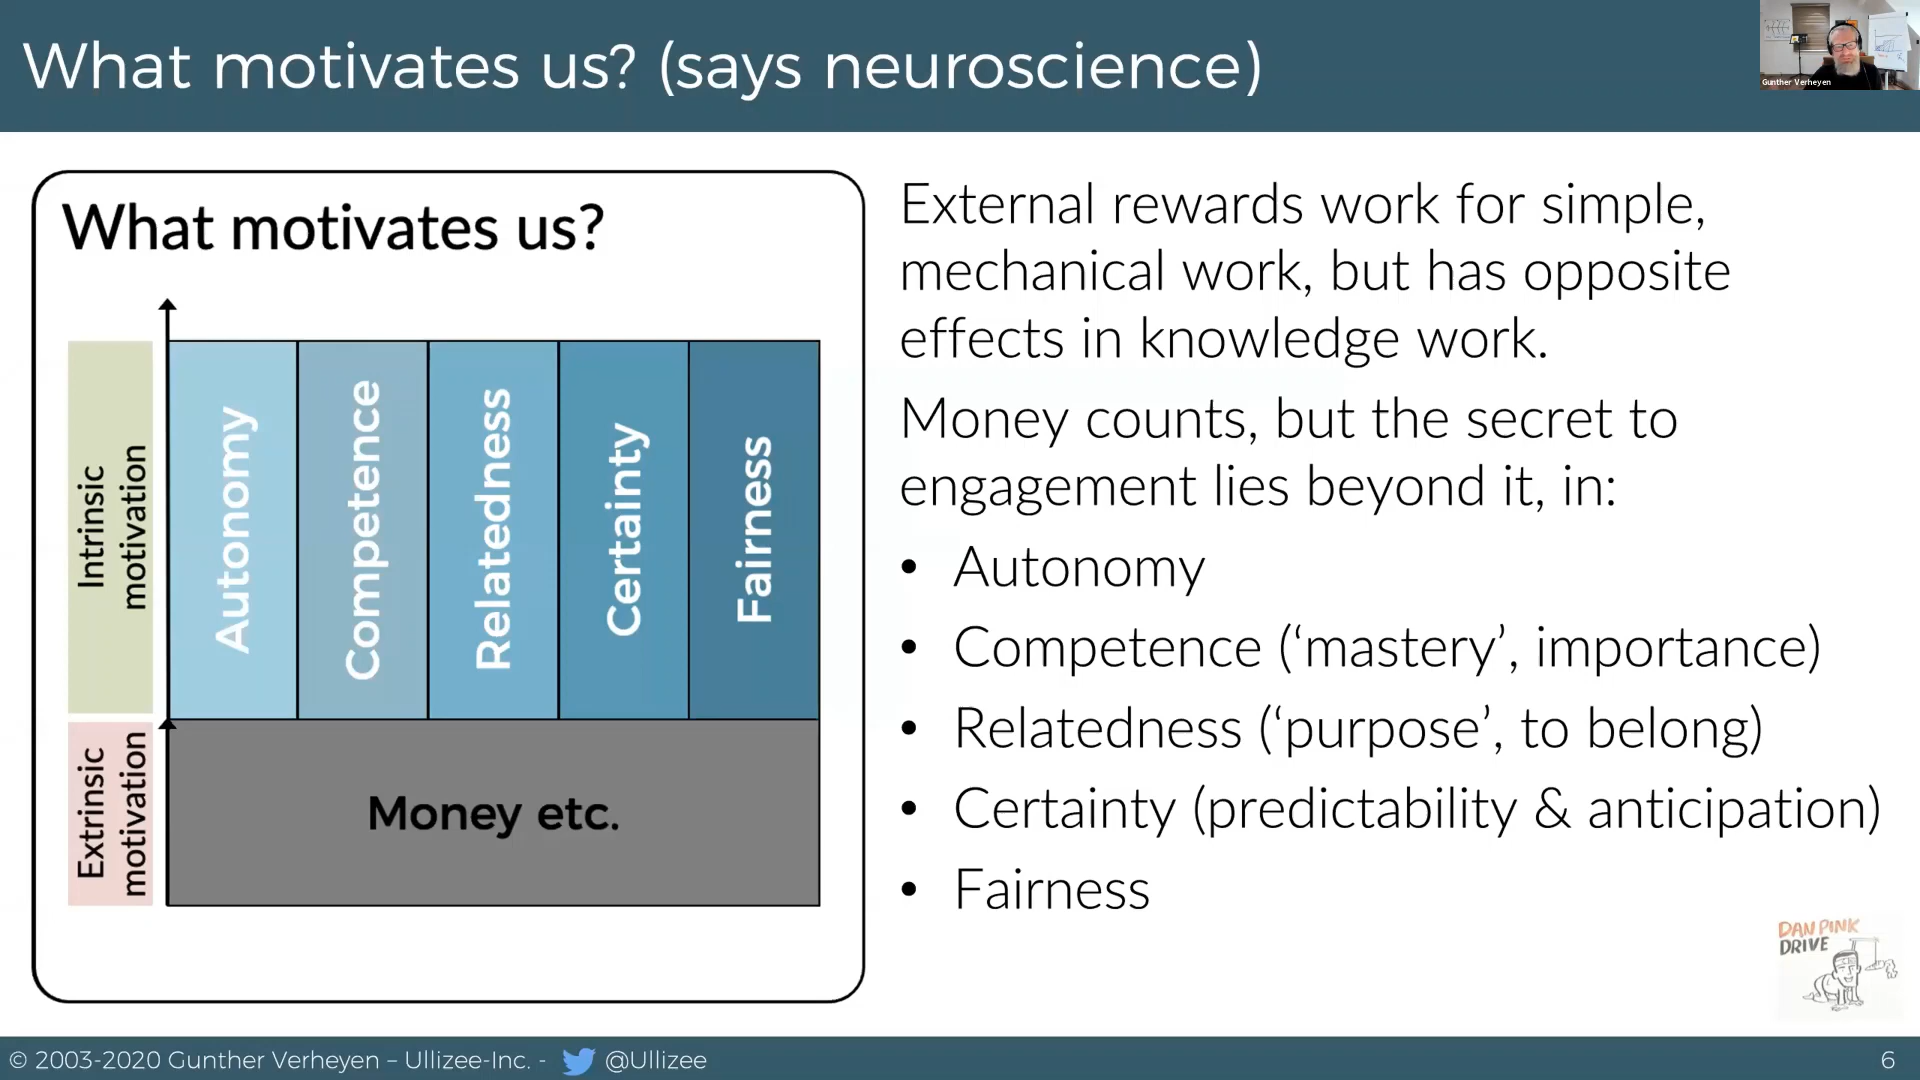 What motivates us? (says neuroscience)
Gunther Verheyen
What motivates us?
Intrinsic
motivation
Autonomy
Competence
Relatedness
Certainty
Fairness
Extrinsic
motivation
Money etc.
External rewards work for simple,
mechanical work, but has opposite
effects in knowledge work.
Money counts, but the secret to
engagement lies beyond it, in:
• Autonomy
• Competence (‘mastery’, importance)
• Relatedness (‘purpose’, to belong)
• Certainty (predictability & anticipation)
• Fairness
DAN PINK
DRIVE
© 2003-2020 Gunther Verheyen – Ullizee-Inc. - @Ullizee
6